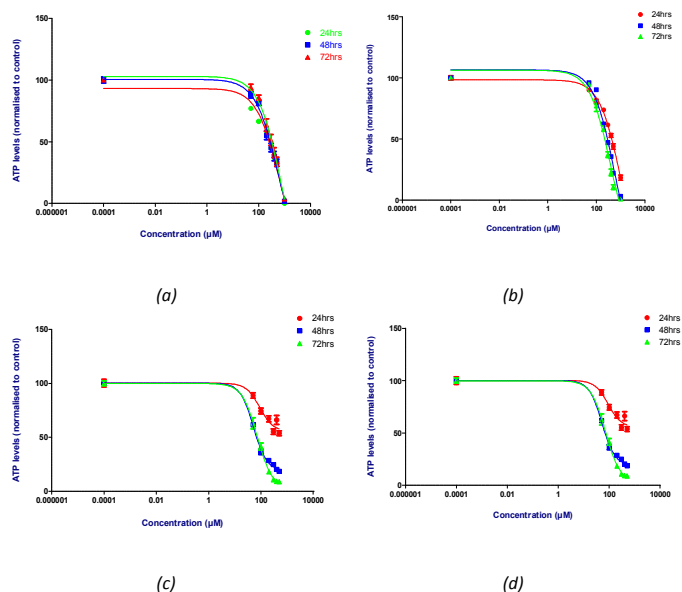 150
100
50
0
ATP levels (normalised to control)
0.000001
0.0001
0.01
1
100
10000
Concentration (µM)
24hrs
48hrs
72hrs
(a)
150
100
50
0
ATP levels (normalised to control)
0.000001
0.0001
0.01
1
100
10000
Concentration (µM)
24hrs
48hrs
72hrs
(b)
150
100
50
0
ATP levels (normalised to control)
0.000001
0.0001
0.01
1
100
10000
Concentration (µM)
24hrs
48hrs
72hrs
(c)
150
100
50
0
ATP levels (normalised to control)
0.000001
0.0001
0.01
1
100
10000
Concentration (µM)
24hrs
48hrs
72hrs
(d)